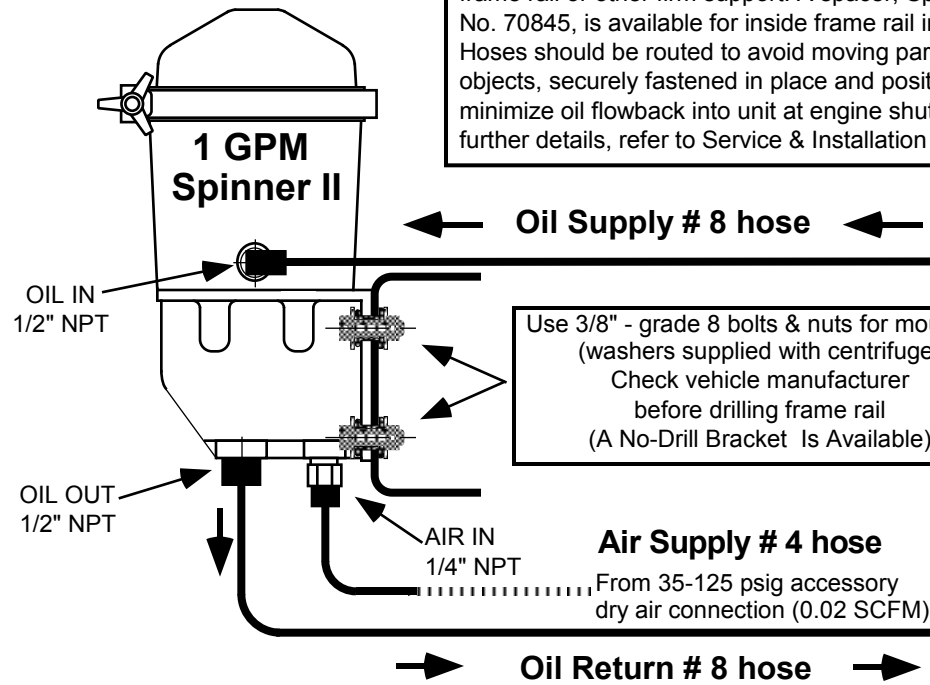 No. 70845, is available for inside frame rail
Hoses should be routed to avoid moving
objects, securely fastened in place and
minimize oil flowback into unit at engine
further details, refer to Service & Installation
1 GPM
Spinner II
Oil Supply # 8 hose
OIL IN
1/2" NPT
Use 3/8" - grade 8 bolts & nuts for
(washers supplied with centrifuge
Check vehicle manufacturer
before drilling frame rail
(A No-Drill Bracket Is Available)
OIL OUT
1/2" NPT
AIR IN
1/4" NPT
Air Supply # 4 hose
From 35-125 psig accessory
dry air connection (0.02 SCFM)
Oil Return # 8 hose